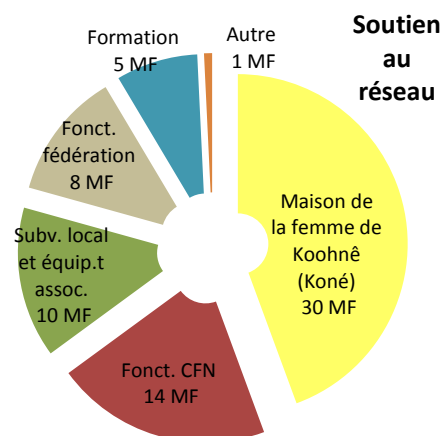 Soutien
au
réseau
Formation
5 MF
Autre
1 MF
Fonct.
fédération
8 MF
Maison de
la femme de
Koohnê
(Koné)
30 MF
Subv. local
et équip.t
assoc.
10 MF
Fonct. CFN
14 MF